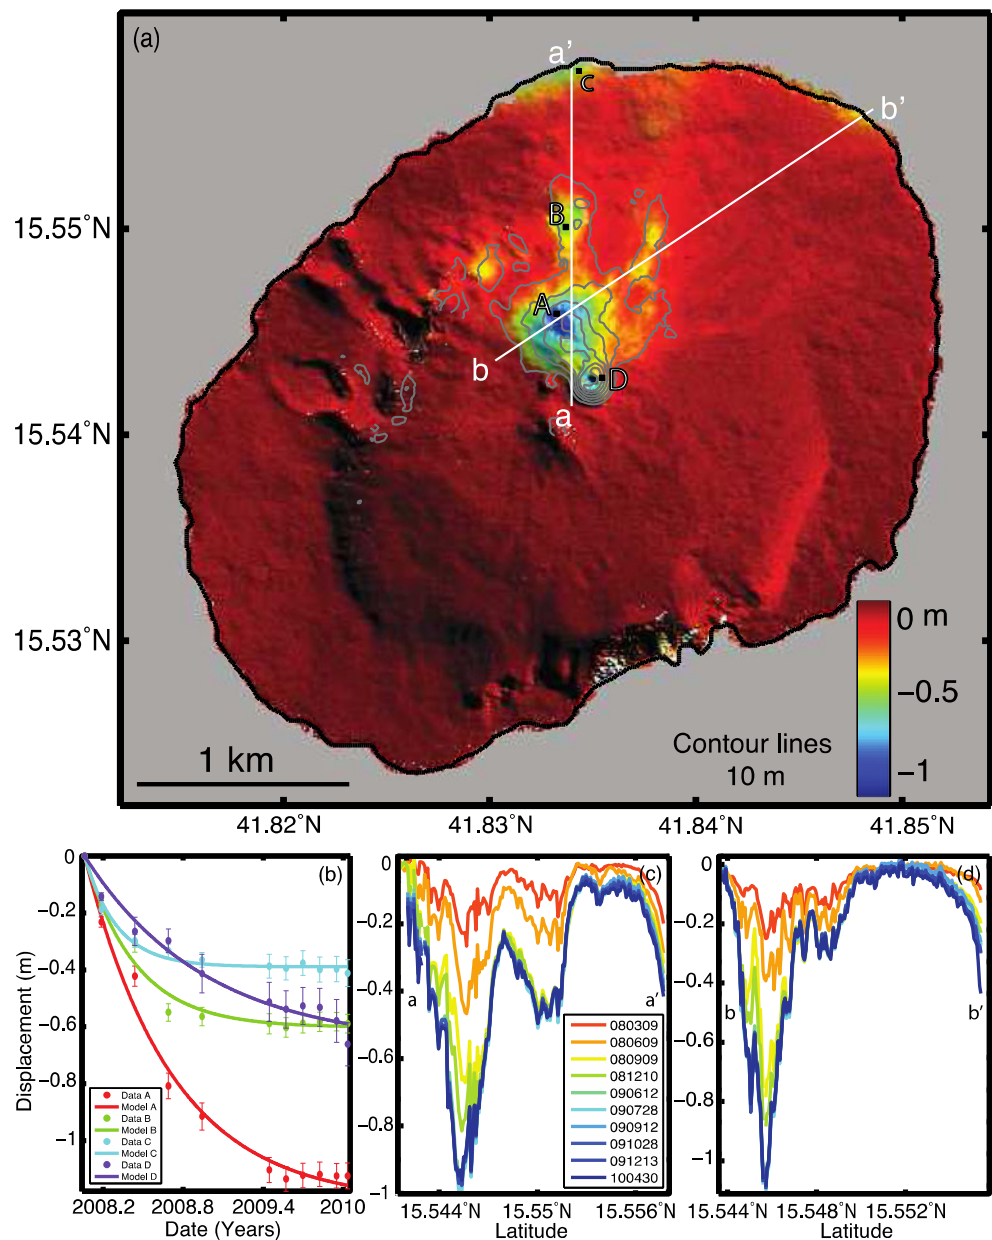 (a)
a'
c
b'
15.55°N
B
A
b
D
a
15.54°N
15.53°N
0 m
−0.5
−1
Contour lines
10 m
1 km
41.82°N
41.83°N
41.84°N
41.85°N
(b)
0
−0.2
−0.4
−0.6
−0.8
−1
Displacement (m)
Data A
Model A
Data B
Model B
Data C
Model C
Data D
Model D
2008.2
2008.8
2009.4
2010
Date (Years)
(c)
0
−0.2
−0.4
−0.6
−0.8
−1
a
a'
080309
080609
080909
081210
090612
090728
090912
091028
091213
100430
15.544°N
15.55°N
15.556°N
Latitude
(d)
0
−0.2
−0.4
−0.6
−0.8
−1
b
b'
15.544°N
15.548°N
15.552°N
Latitude